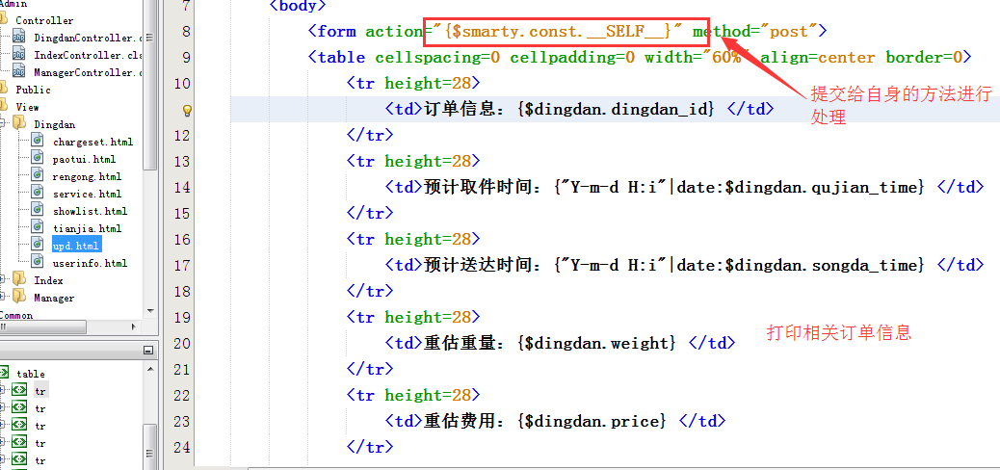 Admin
Controller
DingdanController.c
IndexController.cla
ManagerController.c
Public
View
Dingdan
chargeset.html
paotui.html
rengong.html
service.html
showlist.html
tianjia.html
upd.html
userinfo.html
Index
Manager
Common
table
tr
tr
tr
tr
tr
7 <body>
8 <form action="{$smarty.const.__SELF__}" method="post">
9 <table cellspacing=0 cellpadding=0 width="60%" align=center border=0>
10 <tr height=28>
<td>订单信息：{$dingdan.dingdan_id} </td>
12 </tr>
13 <tr height=28>
14 <td>预计取件时间：{"Y-m-d H:i"|date:$dingdan.qujian_time} </td>
15 </tr>
16 <tr height=28>
17 <td>预计送达时间：{"Y-m-d H:i"|date:$dingdan.songda_time} </td>
18 </tr>
19 <tr height=28>
20 <td>重估重量：{$dingdan.weight} </td>
21 </tr>
22 <tr height=28>
23 <td>重估费用：{$dingdan.price} </td>
24 </tr>
提交给自身的方法进行
处理
打印相关订单信息